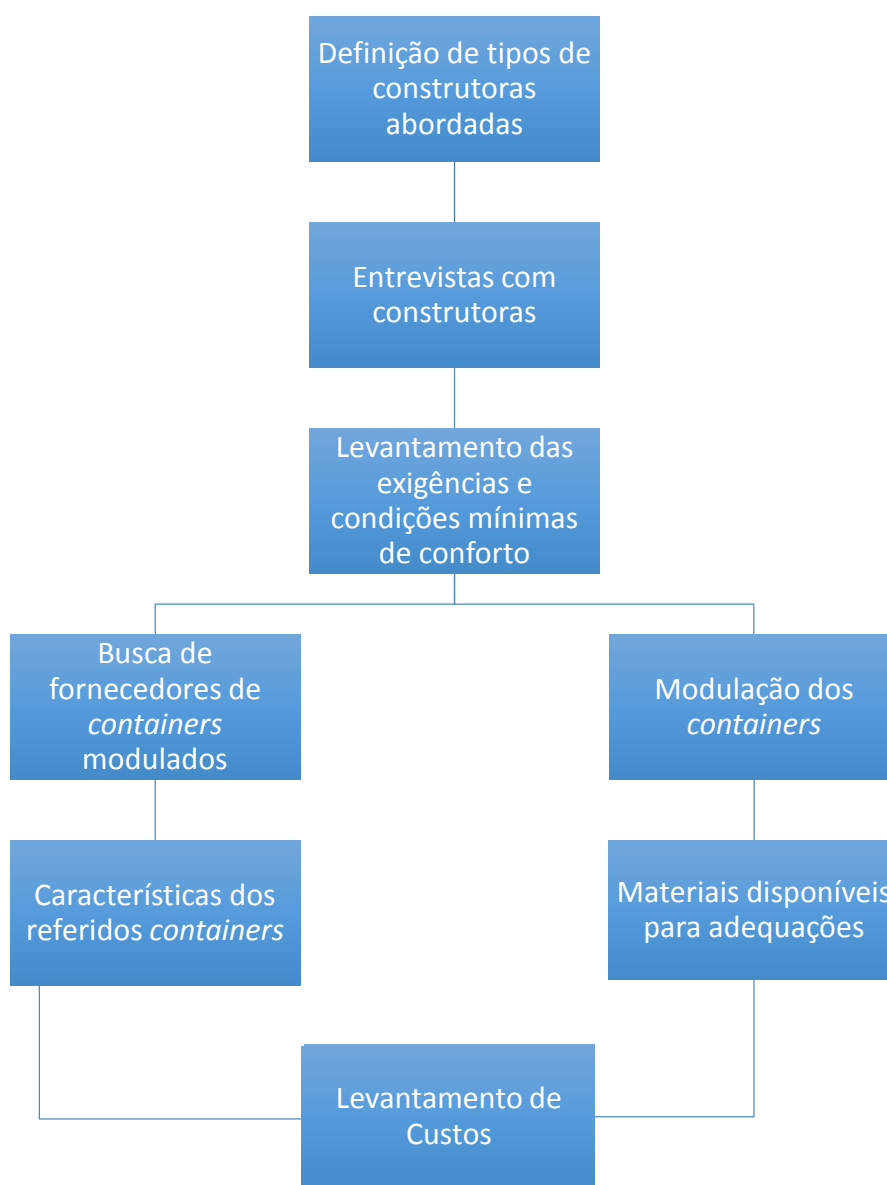 Definição de tipos de
construtoras
abordadas
Entrevistas com
construtoras
Levantamento das
exigências e
condições mínimas
de conforto
Busca de
fornecedores de
containers
modulados
Modulação dos
containers
Características dos
referidos containers
Materiais disponíveis
para adequações
Levantamento de
Custos